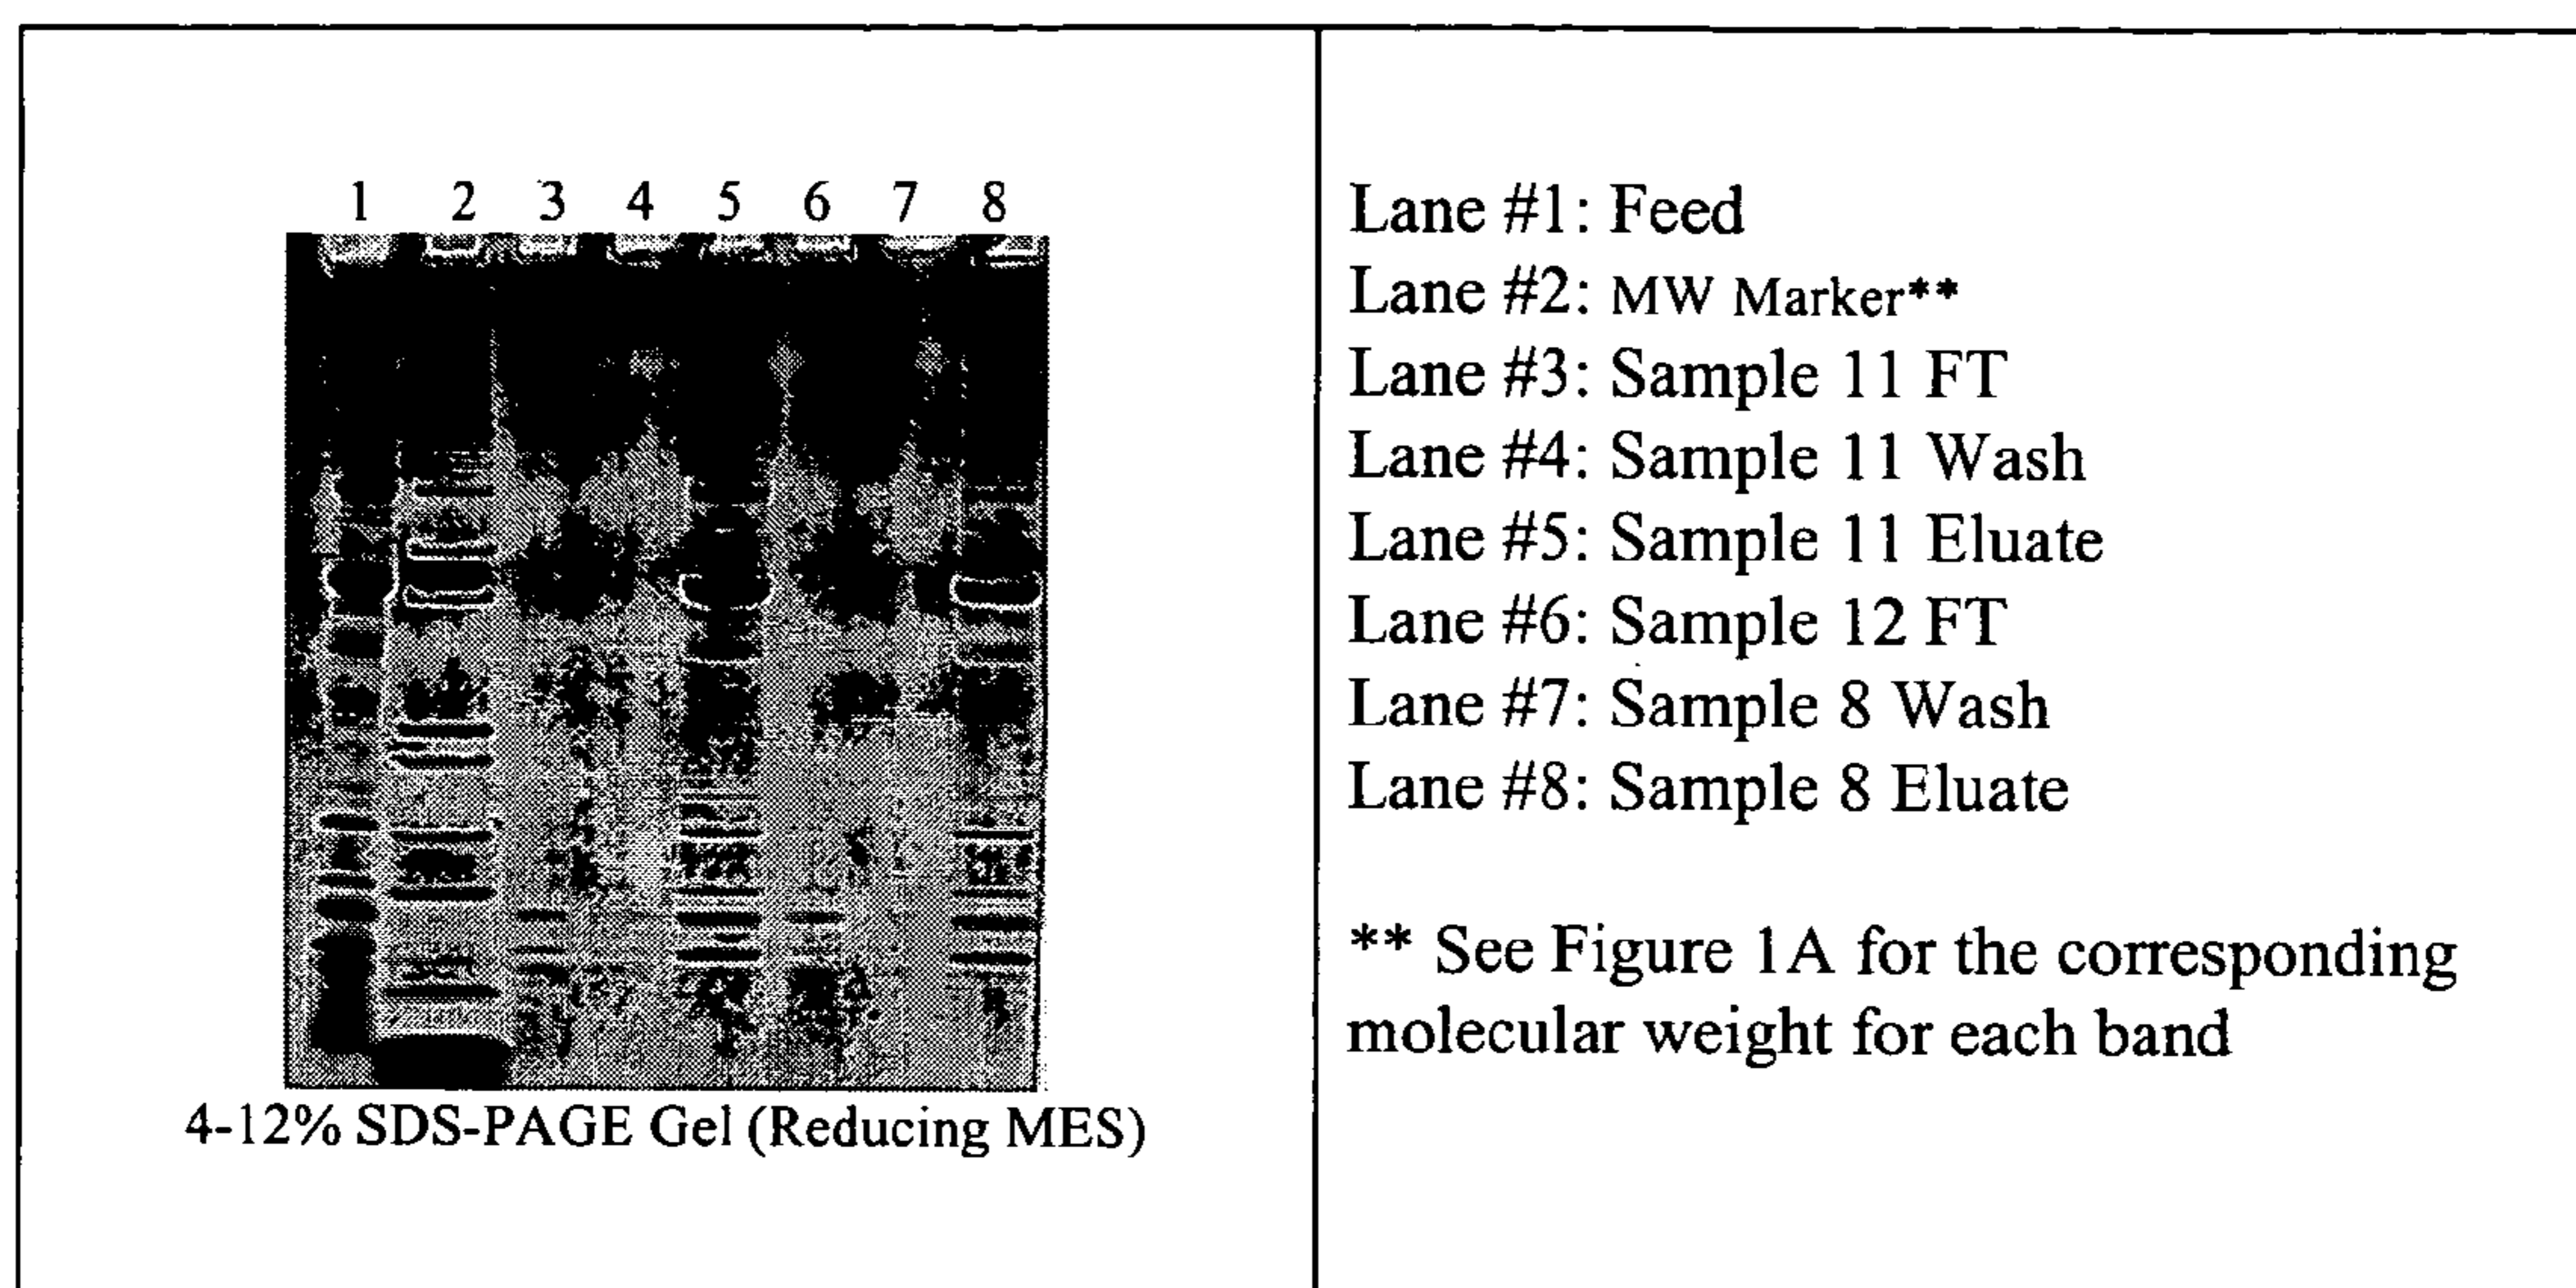 1 2 3 4 5 6 7 8
4-12% SDS-PAGE Gel (Reducing MES)
Lane #1: Feed
Lane #2: MW Marker**
Lane #3: Sample 11 FT
Lane #4: Sample 11 Wash
Lane #5: Sample 11 Eluate
Lane #6: Sample 12 FT
Lane #7: Sample 8 Wash
Lane #8: Sample 8 Eluate
** See Figure 1A for the corresponding
molecular weight for each band